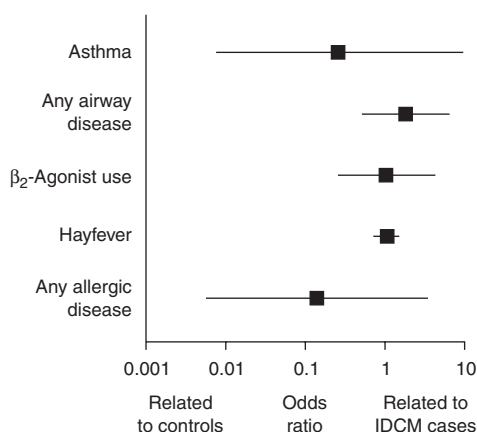 Asthma
Any airway
disease
β2-Agonist use
Hayfever
Any allergic
disease
0.001 0.01 0.1 1 10
Related Odds Related to
to controls ratio IDCM cases